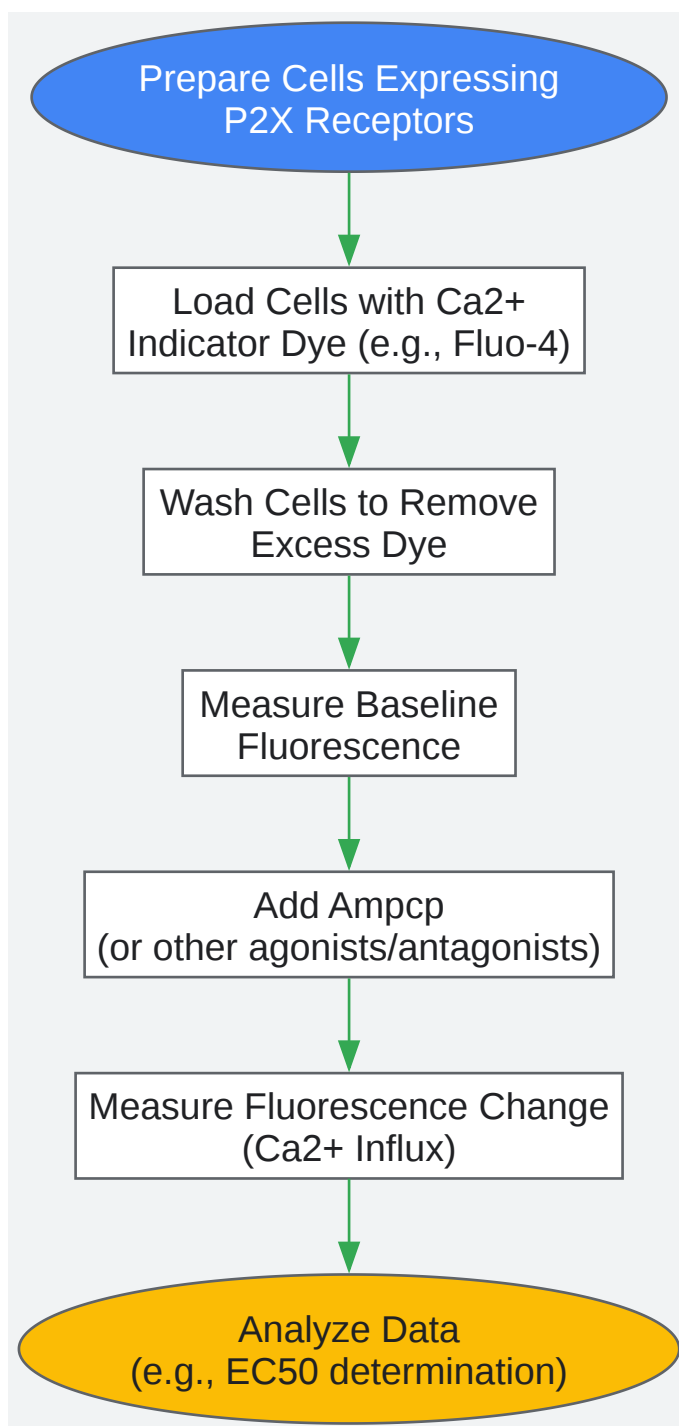 Prepare Cells Expressing
P2X Receptors
Load Cells with Ca2+
Indicator Dye (e.g., Fluo-4)
Wash Cells to Remove
Excess Dye
Measure Baseline
Fluorescence
Add Ampcp
(or other agonists/antagonists)
Measure Fluorescence Change
(Ca2+ Influx)
Analyze Data
(e.g., EC50 determination)